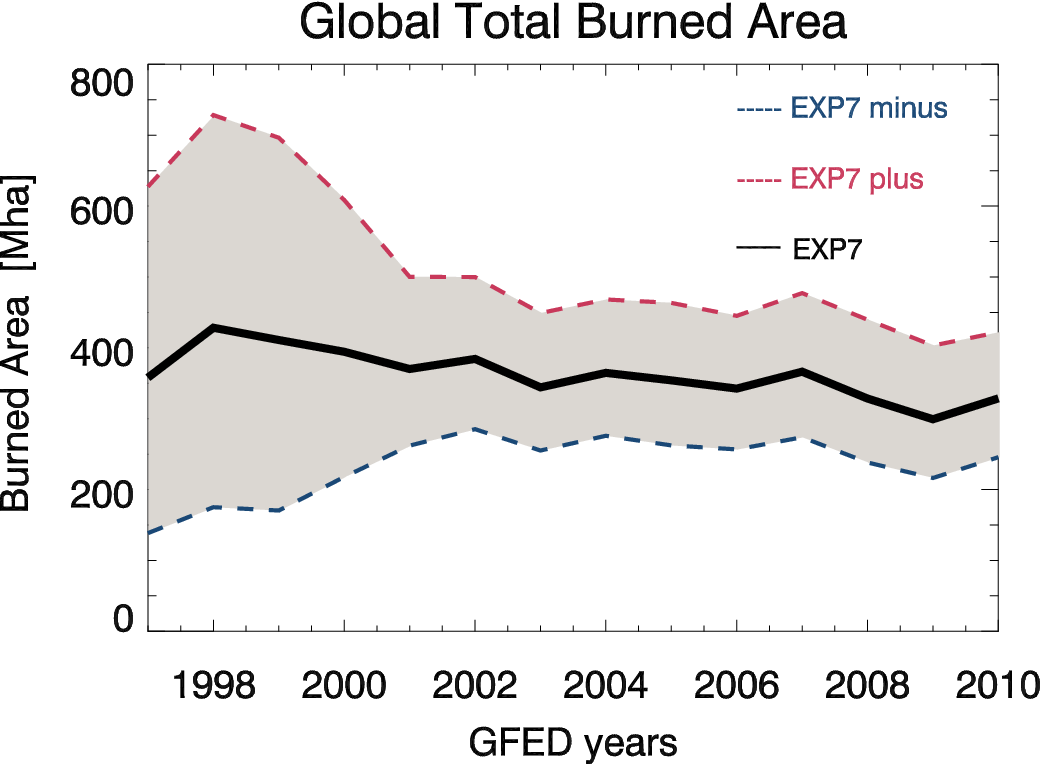 Global Total Burned Area
800
600
400
200
0
Burned Area [Mha]
EXP7 minus
EXP7 plus
EXP7
1998 2000 2002 2004 2006 2008 2010
GFED years